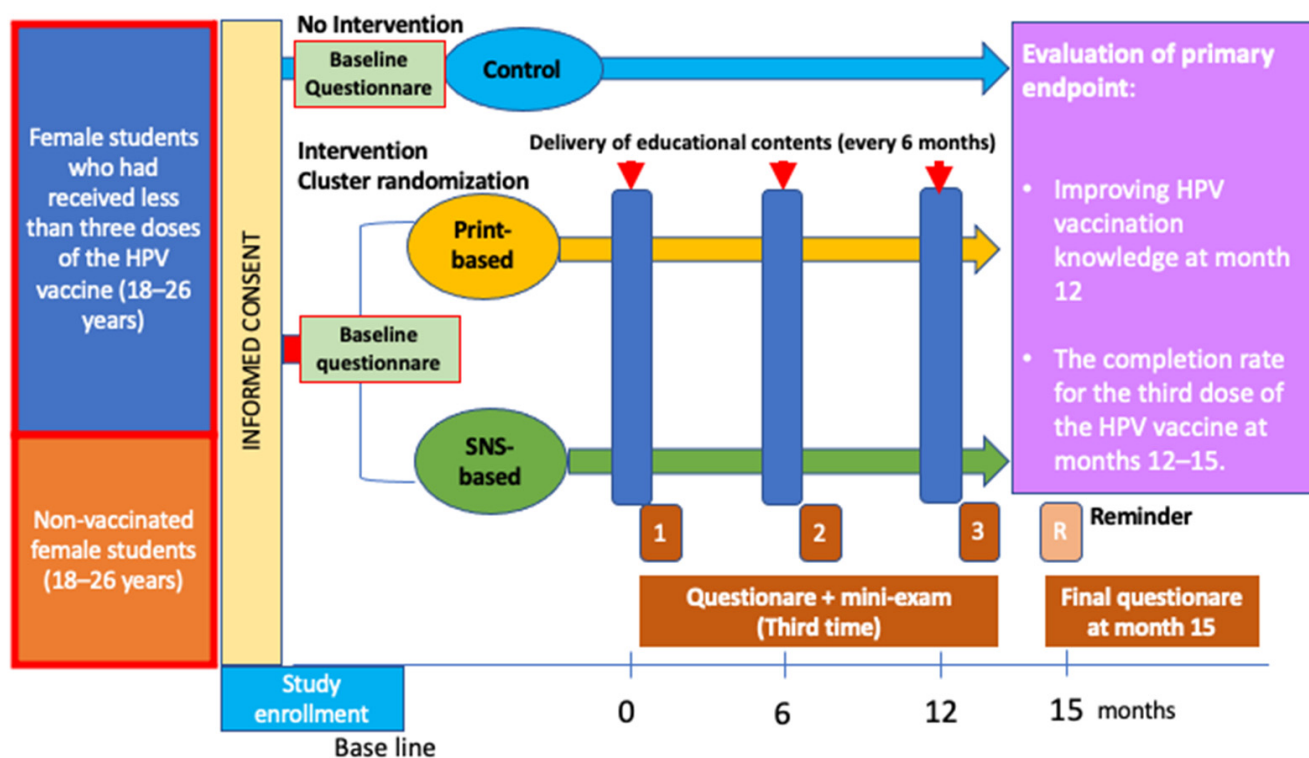 Female students
who had
received less
than three doses
of the HPV
vaccine (18–26
years)
Non-vaccinated
female students
(18–26 years)
INFORMED CONSENT
Study
enrollment
Base line
No Intervention
Baseline
Questionnare
Control
Intervention
Cluster randomization
Baseline
questionnare
Print-
based
SNS-
based
Delivery of educational contents (every 6 months)
1
2
3
R
Reminder
Questionare + mini-exam
(Third time)
Final questionare
at month 15
0
6
12
15 months
Evaluation of primary
endpoint:
• Improving HPV
vaccination
knowledge at month
12
• The completion rate
for the third dose of
the HPV vaccine at
months 12–15.